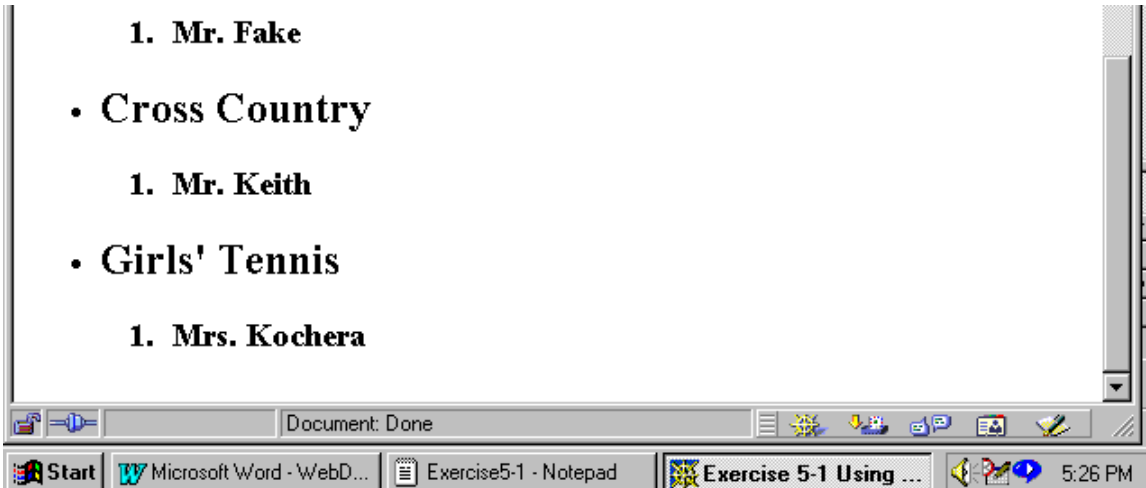 1. Mr. Fake
• Cross Country
1. Mr. Keith
• Girls' Tennis
1. Mrs. Kochera
Document: Done
Start Microsoft Word - WebD... Exercise5-1 - Notepad Exercise 5-1 Using ... 5:26 PM